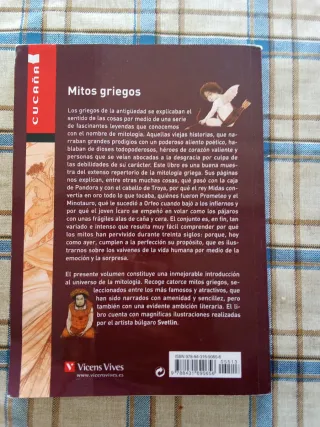 CUCAÑA
Mitos griegos
Los griegos de la antigüedad se explicaban el
sentido de las cosas por medio de una serie
de fascinantes leyendas que conocemos
con el nombre de mitología. Aquellas viejas historias, que na-
rraban grandes prodigios con un poderoso aliento poético, ha-
blaban de dioses todopoderosos, héroes de corazón valiente y
personas que se veían abocadas a la desgracia por culpa de
las debilidades de su carácter. Este libro es una buena mues-
tra del extenso repertorio de la mitología griega. Sus páginas
nos explican, entre otras muchas cosas, qué pasó con la caja
de Pandora y con el caballo de Troya, por qué el rey Midas con-
vertía en oro todo lo que tocaba, quiénes fueron Prometeo y el
Minotauro, qué le sucedió a Orfeo cuando bajó a los infiernos y
por qué el joven Ícaro se empeñó en volar como los pájaros
con unas frágiles alas de caña y cera. El conjunto es, en fin, tan
variado e intenso que resulta muy fácil comprender por qué
los mitos han pervivido durante treinta siglos: porque, hoy
como ayer, cumplen a la perfección su propósito, que es ilus-
trarnos sobre los vaivenes de la vida humana por medio de la
emoción y la sorpresa.
El presente volumen constituye una inmejorable introducción al
universo de la mitología. Recoge catorce mitos griegos, se-
leccionados entre los más famosos y atractivos, que
han sido narrados con amenidad y sencillez, pero
también con una evidente ambición literaria. El li-
bro cuenta con magníficas ilustraciones realizadas
por el artista búlgaro Svetlin.
Vicens Vives
www.vicensvives.es